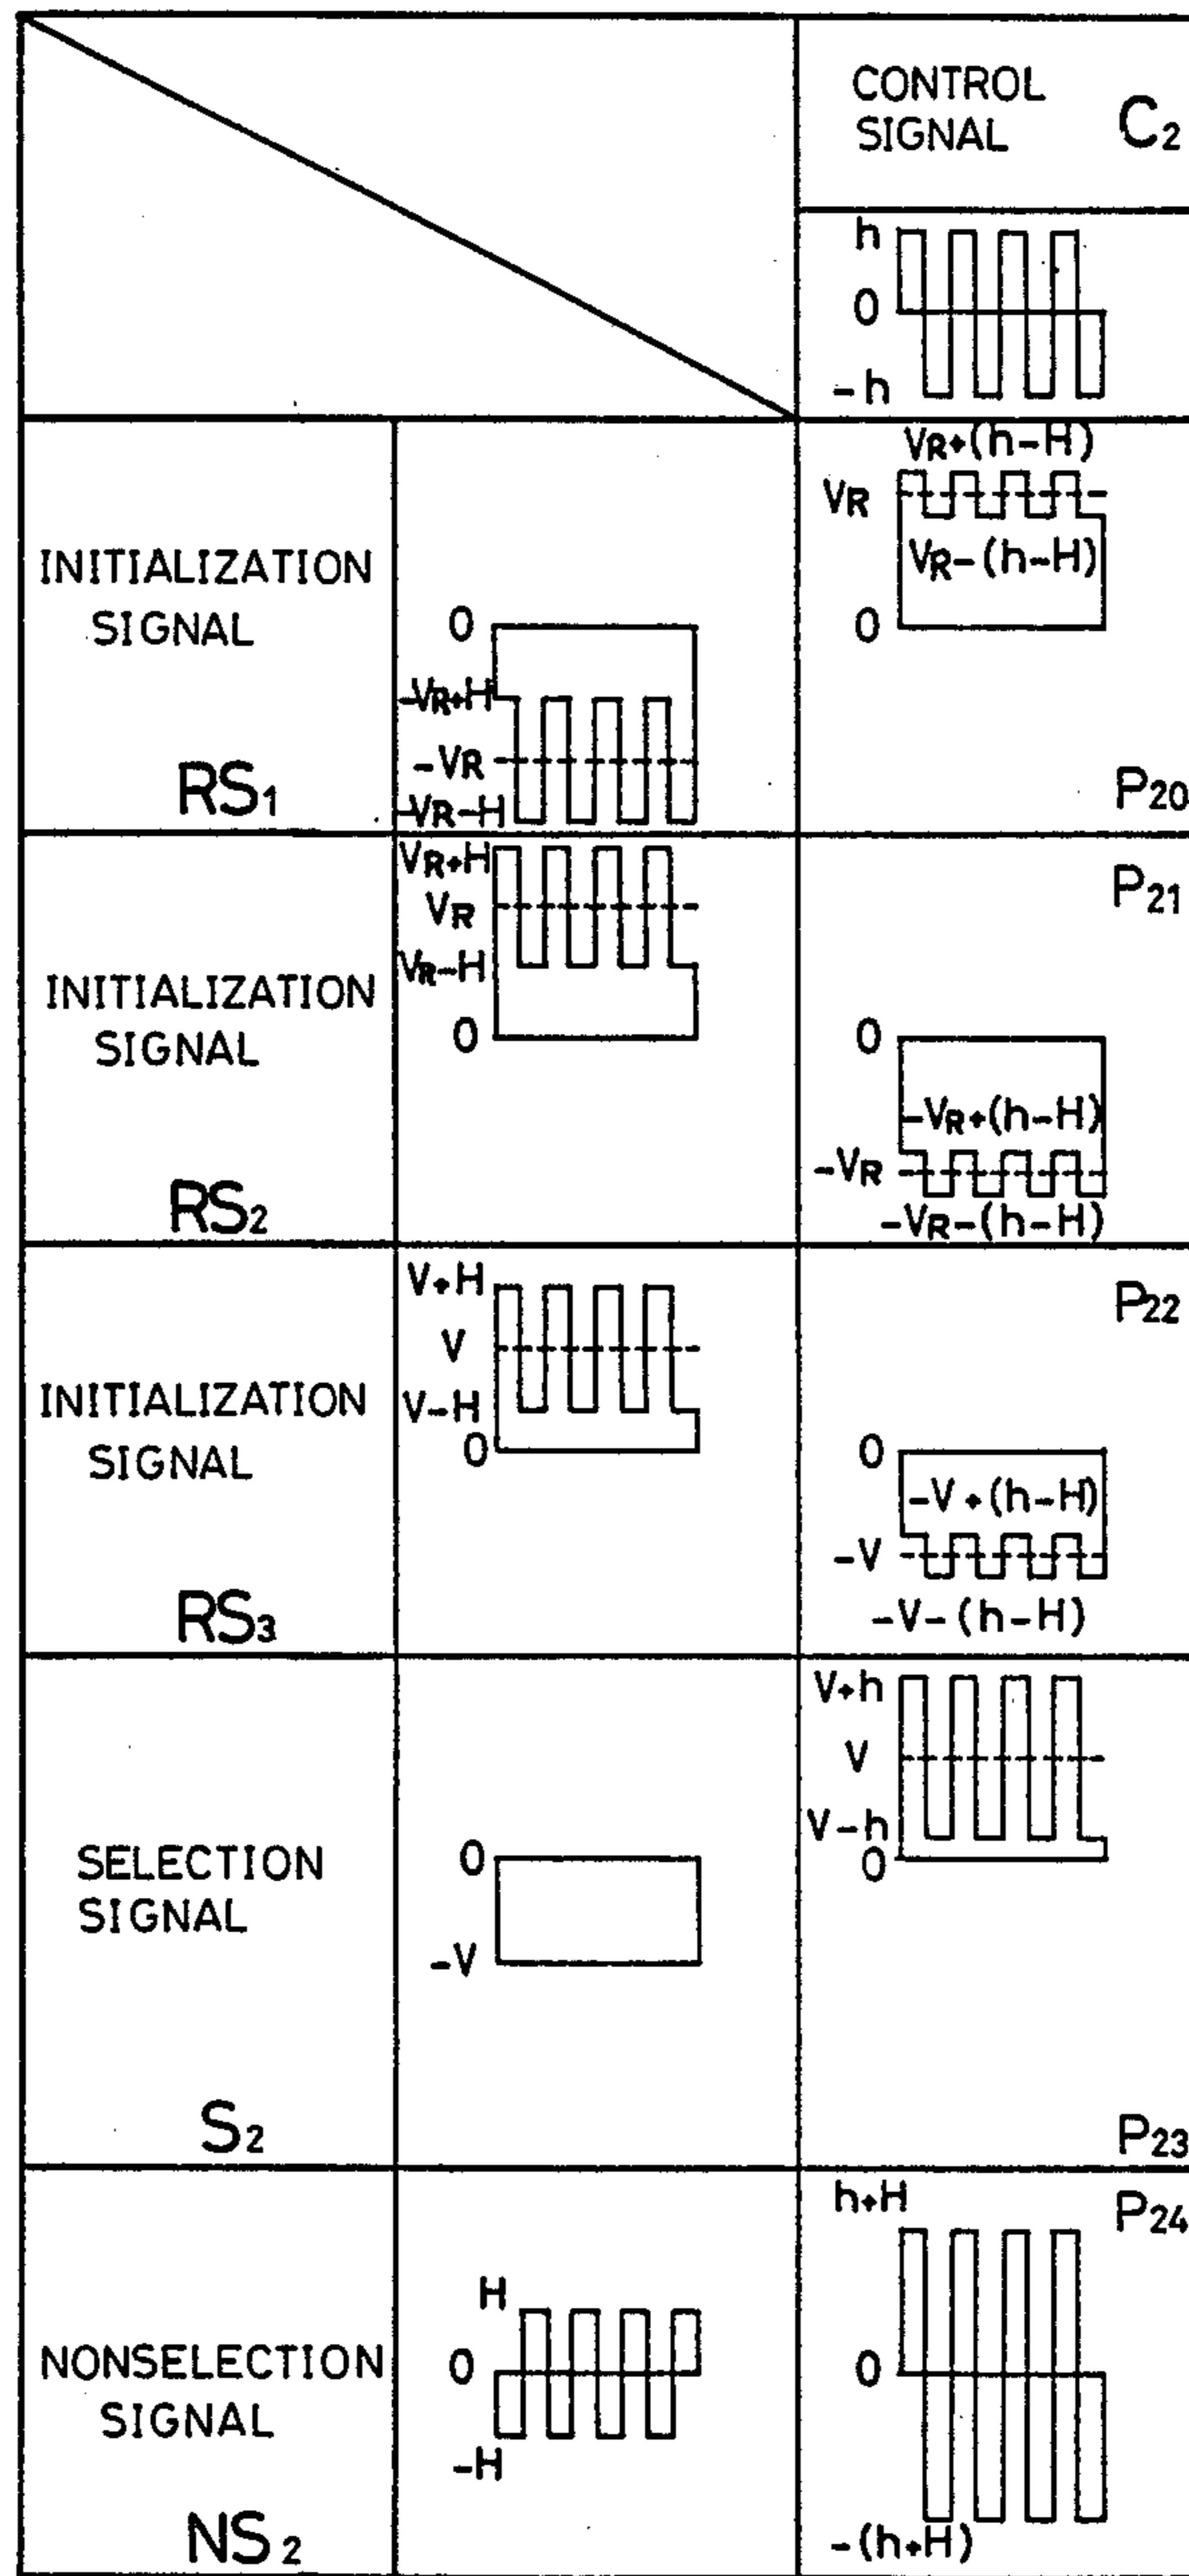 CONTROL
SIGNAL C2
h
0
-h
INITIALIZATION
SIGNAL
RS1
0
-VR+H
-VR
-VR-H
VR+(h-H)
VR
VR-(h-H)
0
P20
INITIALIZATION
SIGNAL
RS2
VR+H
VR
VR-H
0
P21
0
-VR+(h-H)
-VR
-VR-(h-H)
INITIALIZATION
SIGNAL
RS3
V+H
V
V-H
0
P22
0
-V+(h-H)
-V
-V-(h-H)
SELECTION
SIGNAL
S2
0
-V
V+h
V
V-h
0
P23
NONSELECTION
SIGNAL
NS2
H
0
-H
h+H
P24
0
-(h+H)